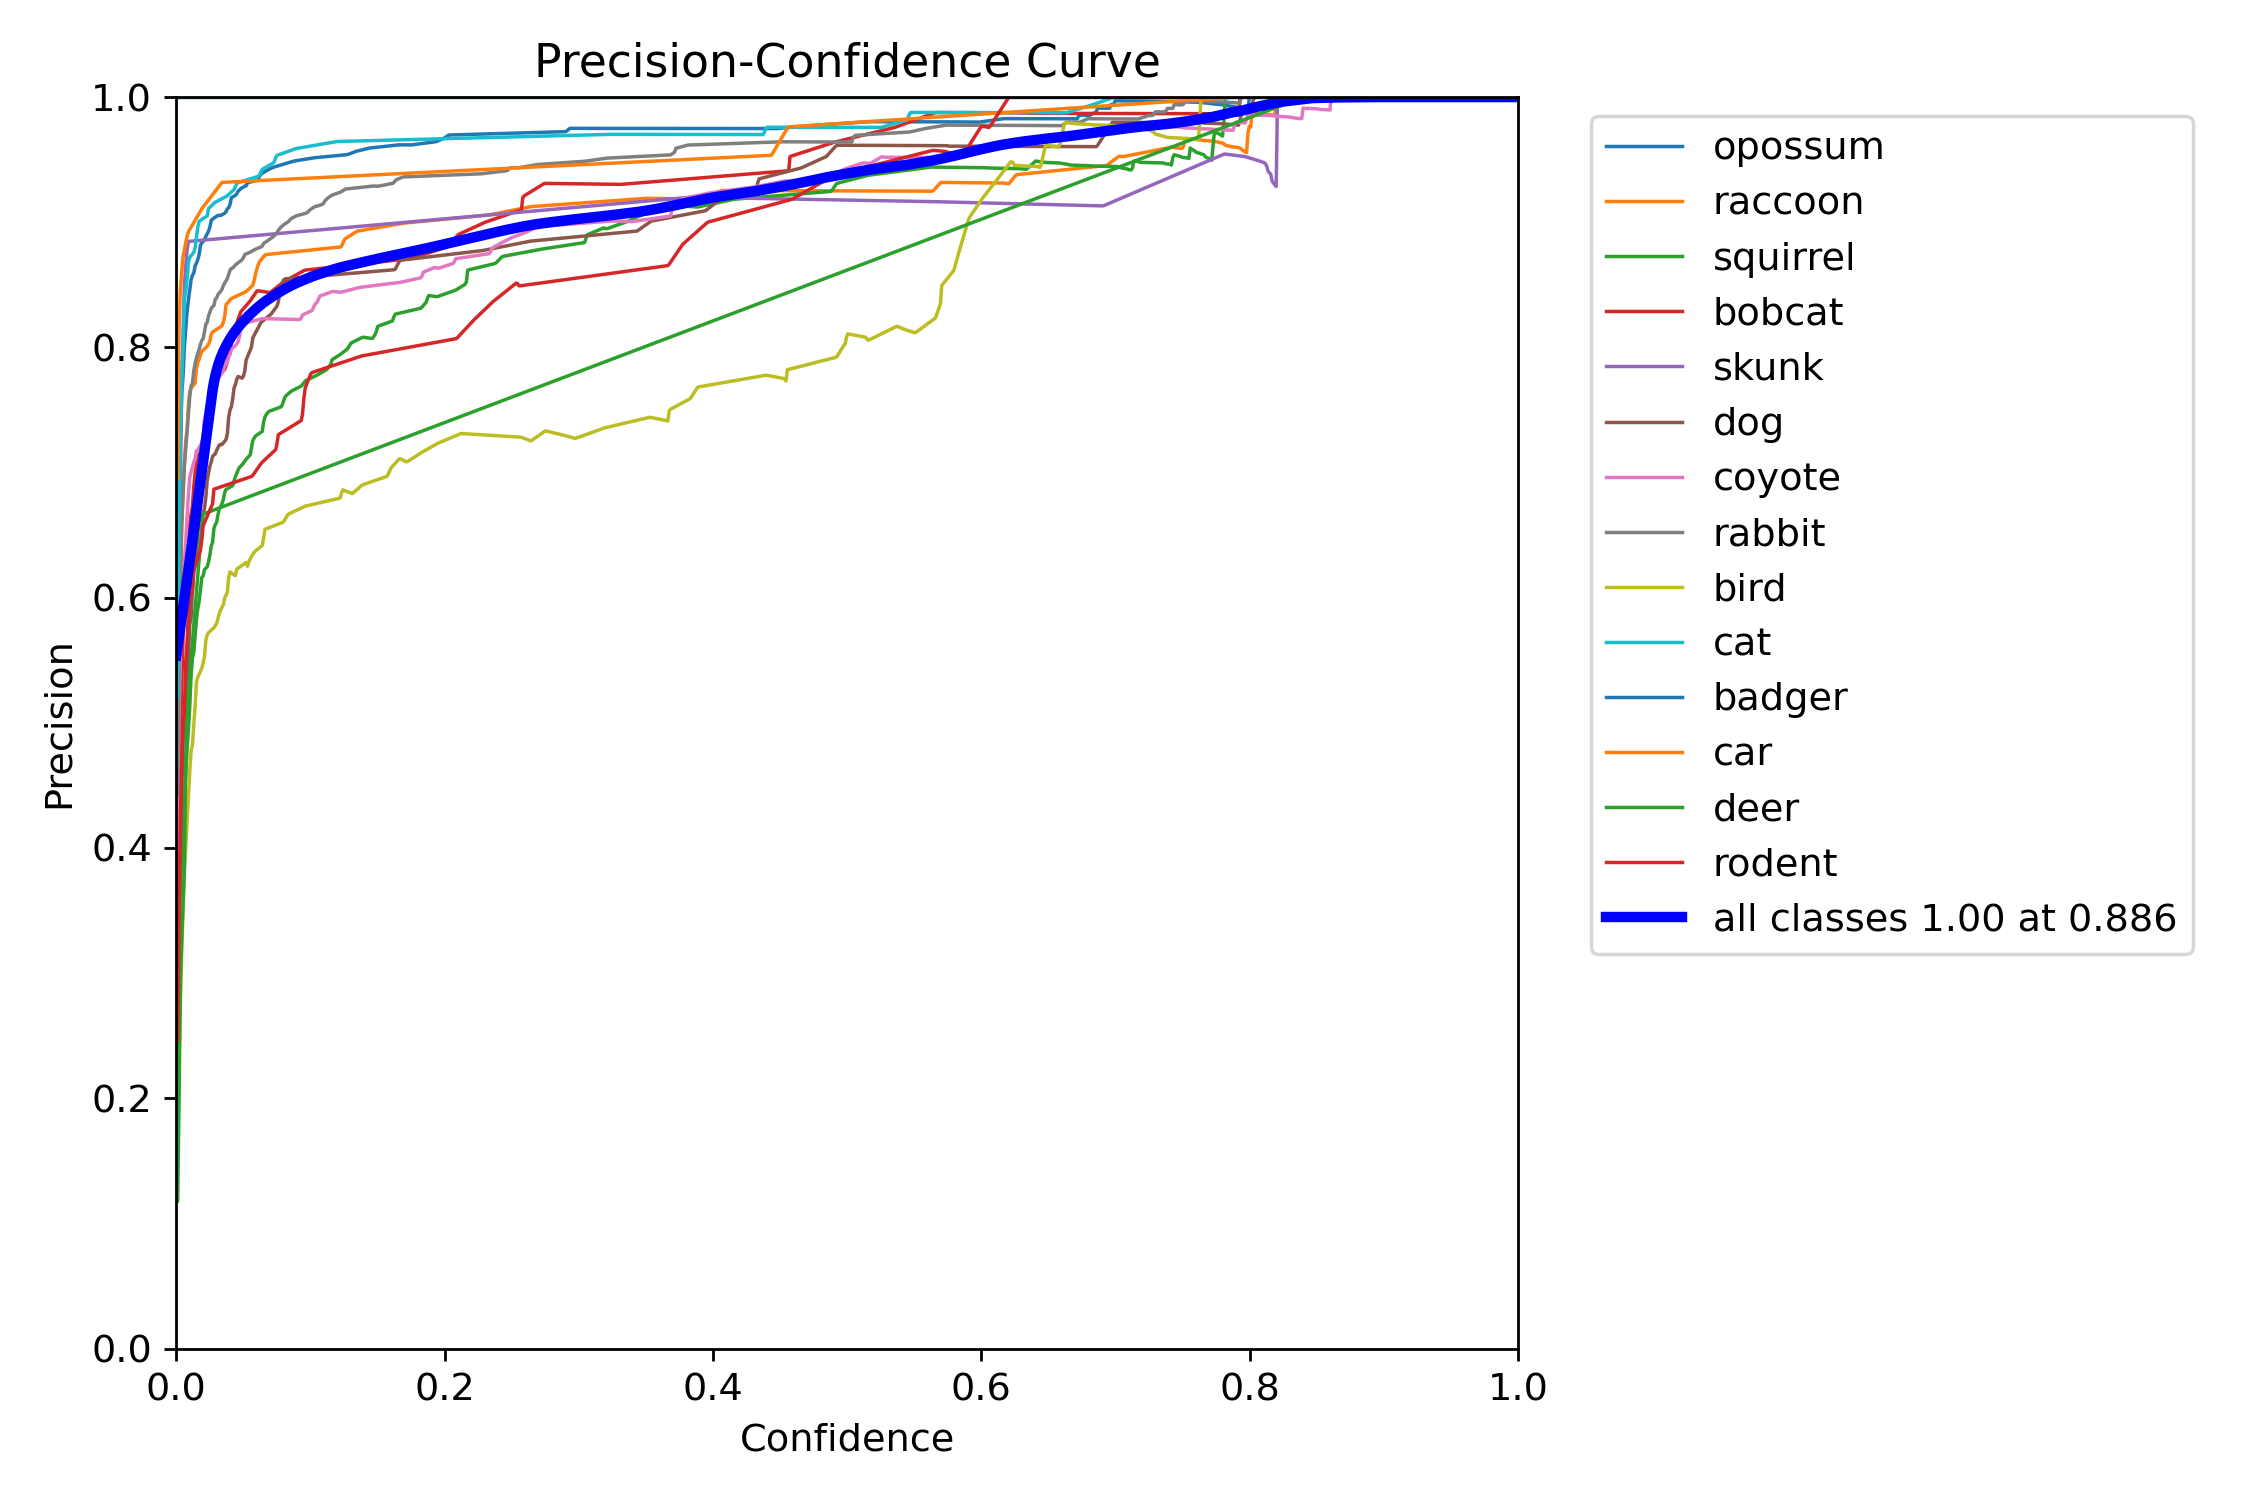 Precision-Confidence Curve
1.0
0.8
0.6
0.4
0.2
0.0
Precision
0.0 0.2 0.4 0.6 0.8 1.0
Confidence
opossum
raccoon
squirrel
bobcat
skunk
dog
coyote
rabbit
bird
cat
badger
car
deer
rodent
all classes 1.00 at 0.886